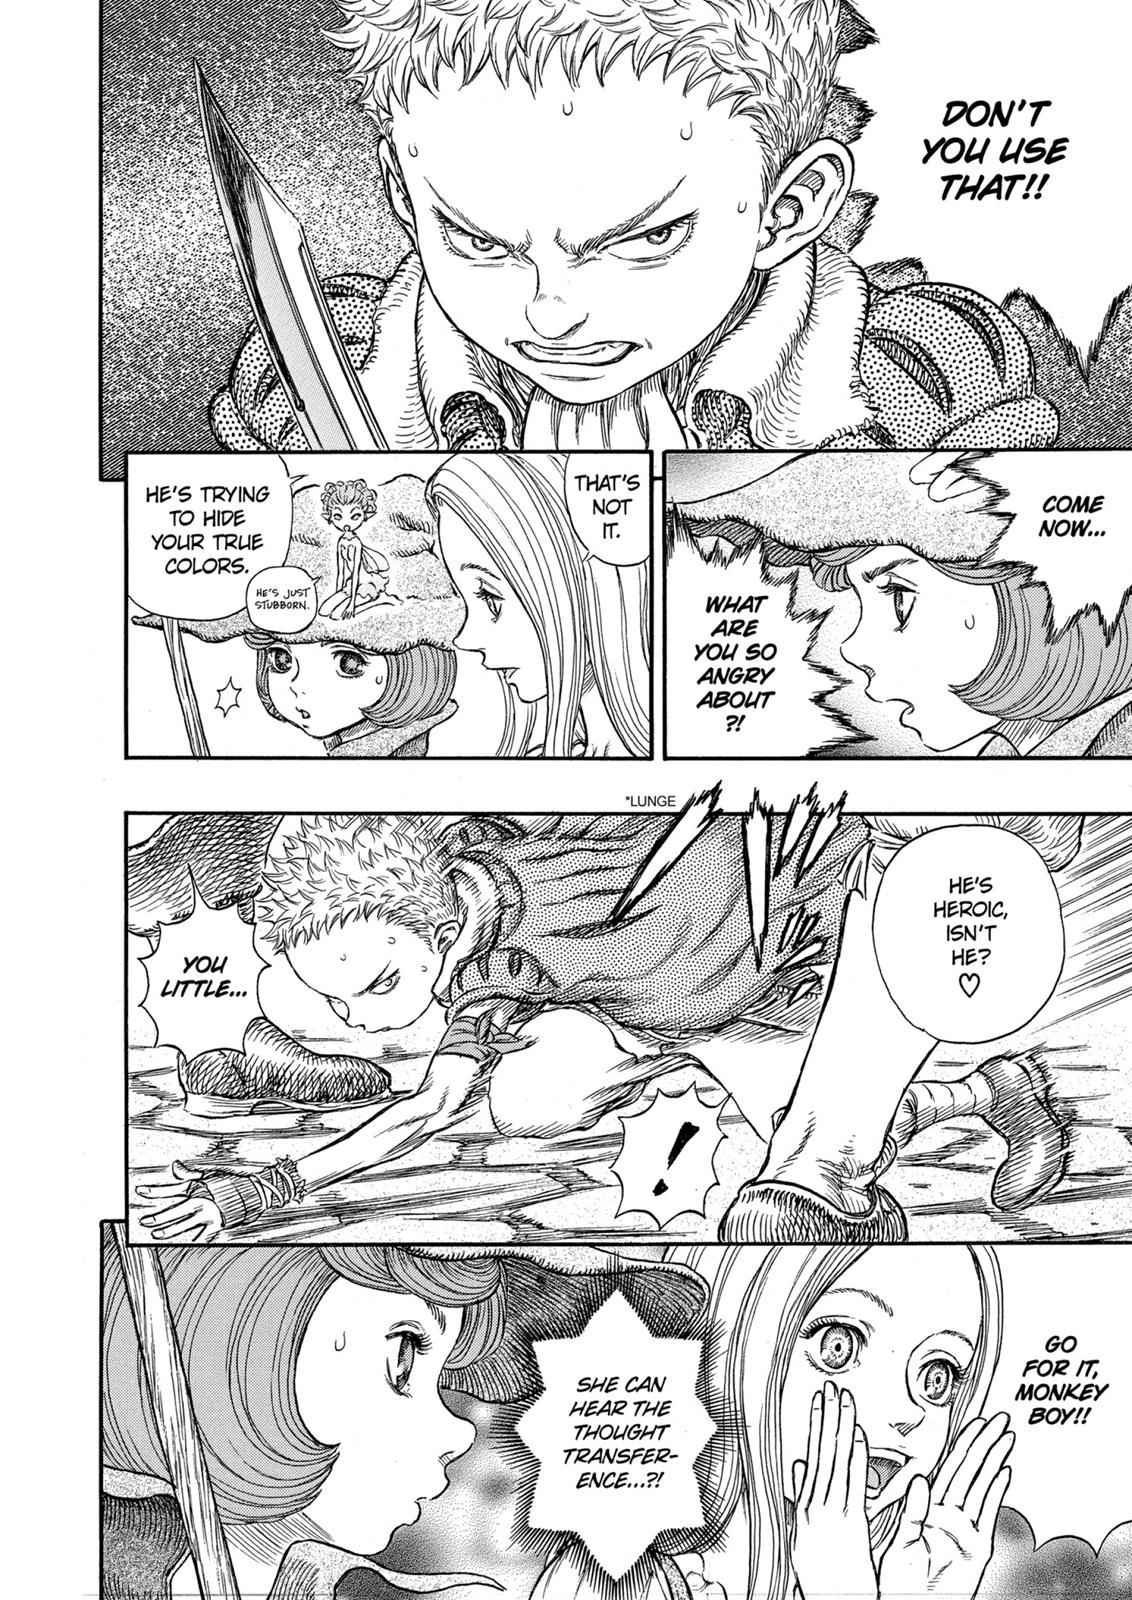 DON'T
YOU USE
THAT!!
COME
NOW...
WHAT
ARE
YOU SO
ANGRY
ABOUT
?!
THAT'S
NOT
IT.
HE'S TRYING
TO HIDE
YOUR TRUE
COLORS.
HE'S JUST
STUBBORN.
*LUNGE
HE'S
HEROIC,
ISN'T
HE?
♡
YOU
LITTLE...
!
GO
FOR IT,
MONKEY
BOY!!
SHE CAN
HEAR THE
THOUGHT
TRANSFER-
ENCE...?!